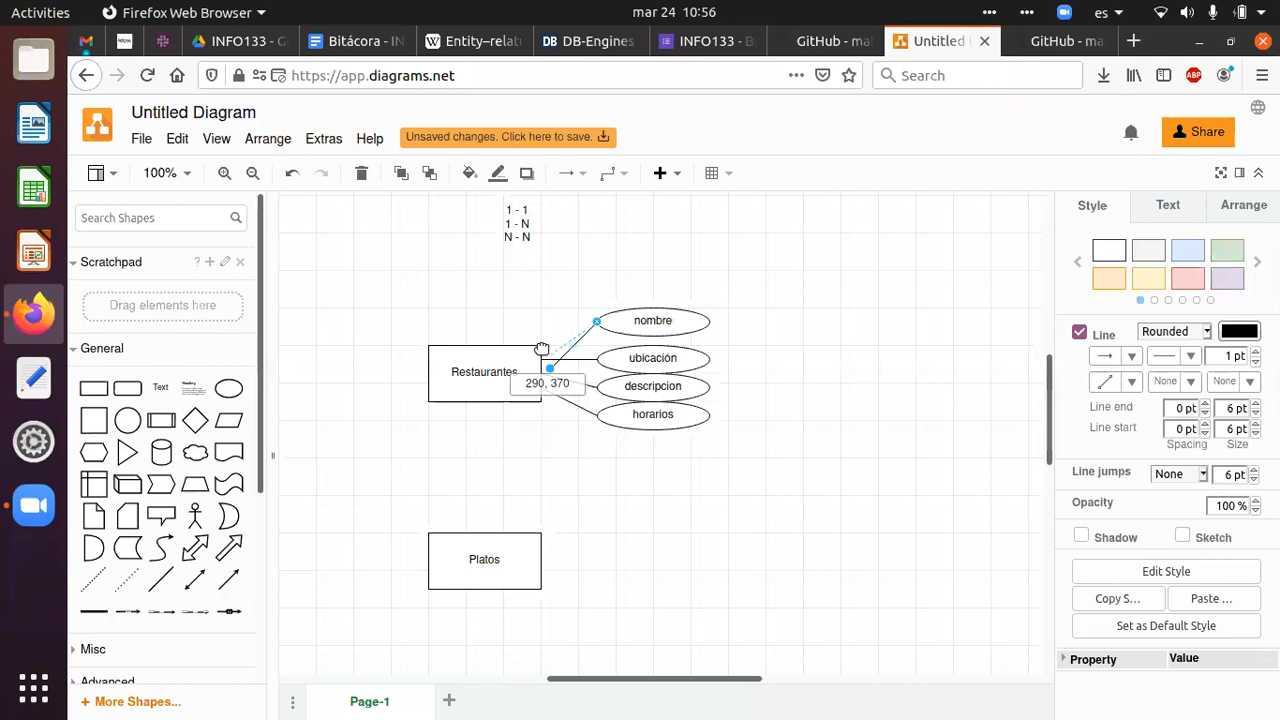 Activities
Firefox Web Browser
mar 24 10:56
es
INFO133 - G
Bitácora - IN
Entity–relat
DB-Engines
INFO133 - B
GitHub - mat
Untitled
GitHub - ma
https://app.diagrams.net
Search
Untitled Diagram
File Edit View Arrange Extras Help
Unsaved changes. Click here to save.
Share
100%
Search Shapes
Scratchpad
Drag elements here
General
Text
Heading
Misc
Advanced
+ More Shapes...
1 - 1
1 - N
N - N
nombre
Restaurantes
ubicación
descripcion
horarios
290, 370
Platos
Page-1
Style Text Arrange
Line Rounded
1 pt
None None
Line end 0 pt 6 pt
Line start 0 pt 6 pt
Spacing Size
Line jumps None 6 pt
Opacity 100 %
Shadow Sketch
Edit Style
Copy S... Paste ...
Set as Default Style
Property Value